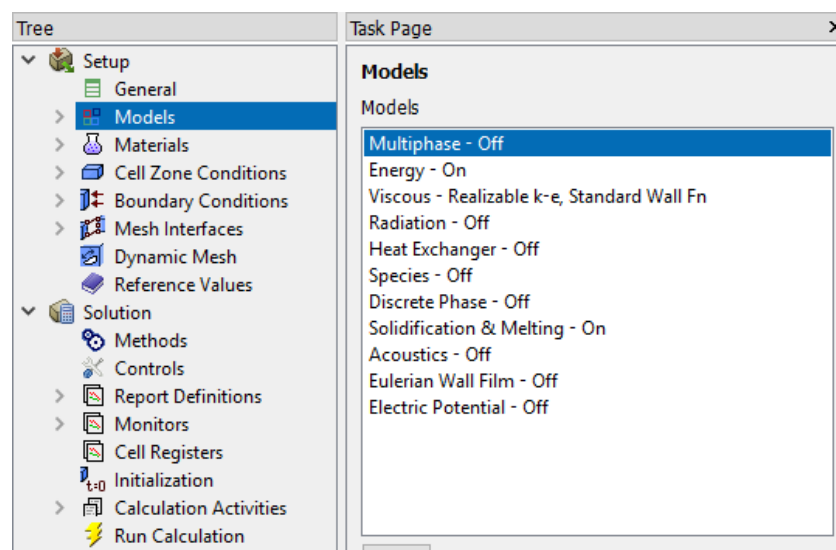 Tree
Setup
General
Models
Materials
Cell Zone Conditions
Boundary Conditions
Mesh Interfaces
Dynamic Mesh
Reference Values
Solution
Methods
Controls
Report Definitions
Monitors
Cell Registers
t=0 Initialization
Calculation Activities
Run Calculation
Task Page
Models
Models
Multiphase - Off
Energy - On
Viscous - Realizable k-e, Standard Wall Fn
Radiation - Off
Heat Exchanger - Off
Species - Off
Discrete Phase - Off
Solidification & Melting - On
Acoustics - Off
Eulerian Wall Film - Off
Electric Potential - Off